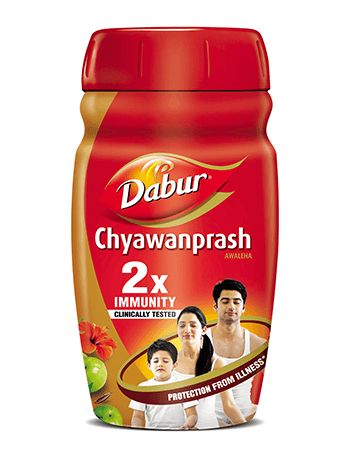 Dabur®
Chyawanprash
AWALEHA
2x
IMMUNITY
CLINICALLY TESTED
PROTECTION FROM ILLNESS*